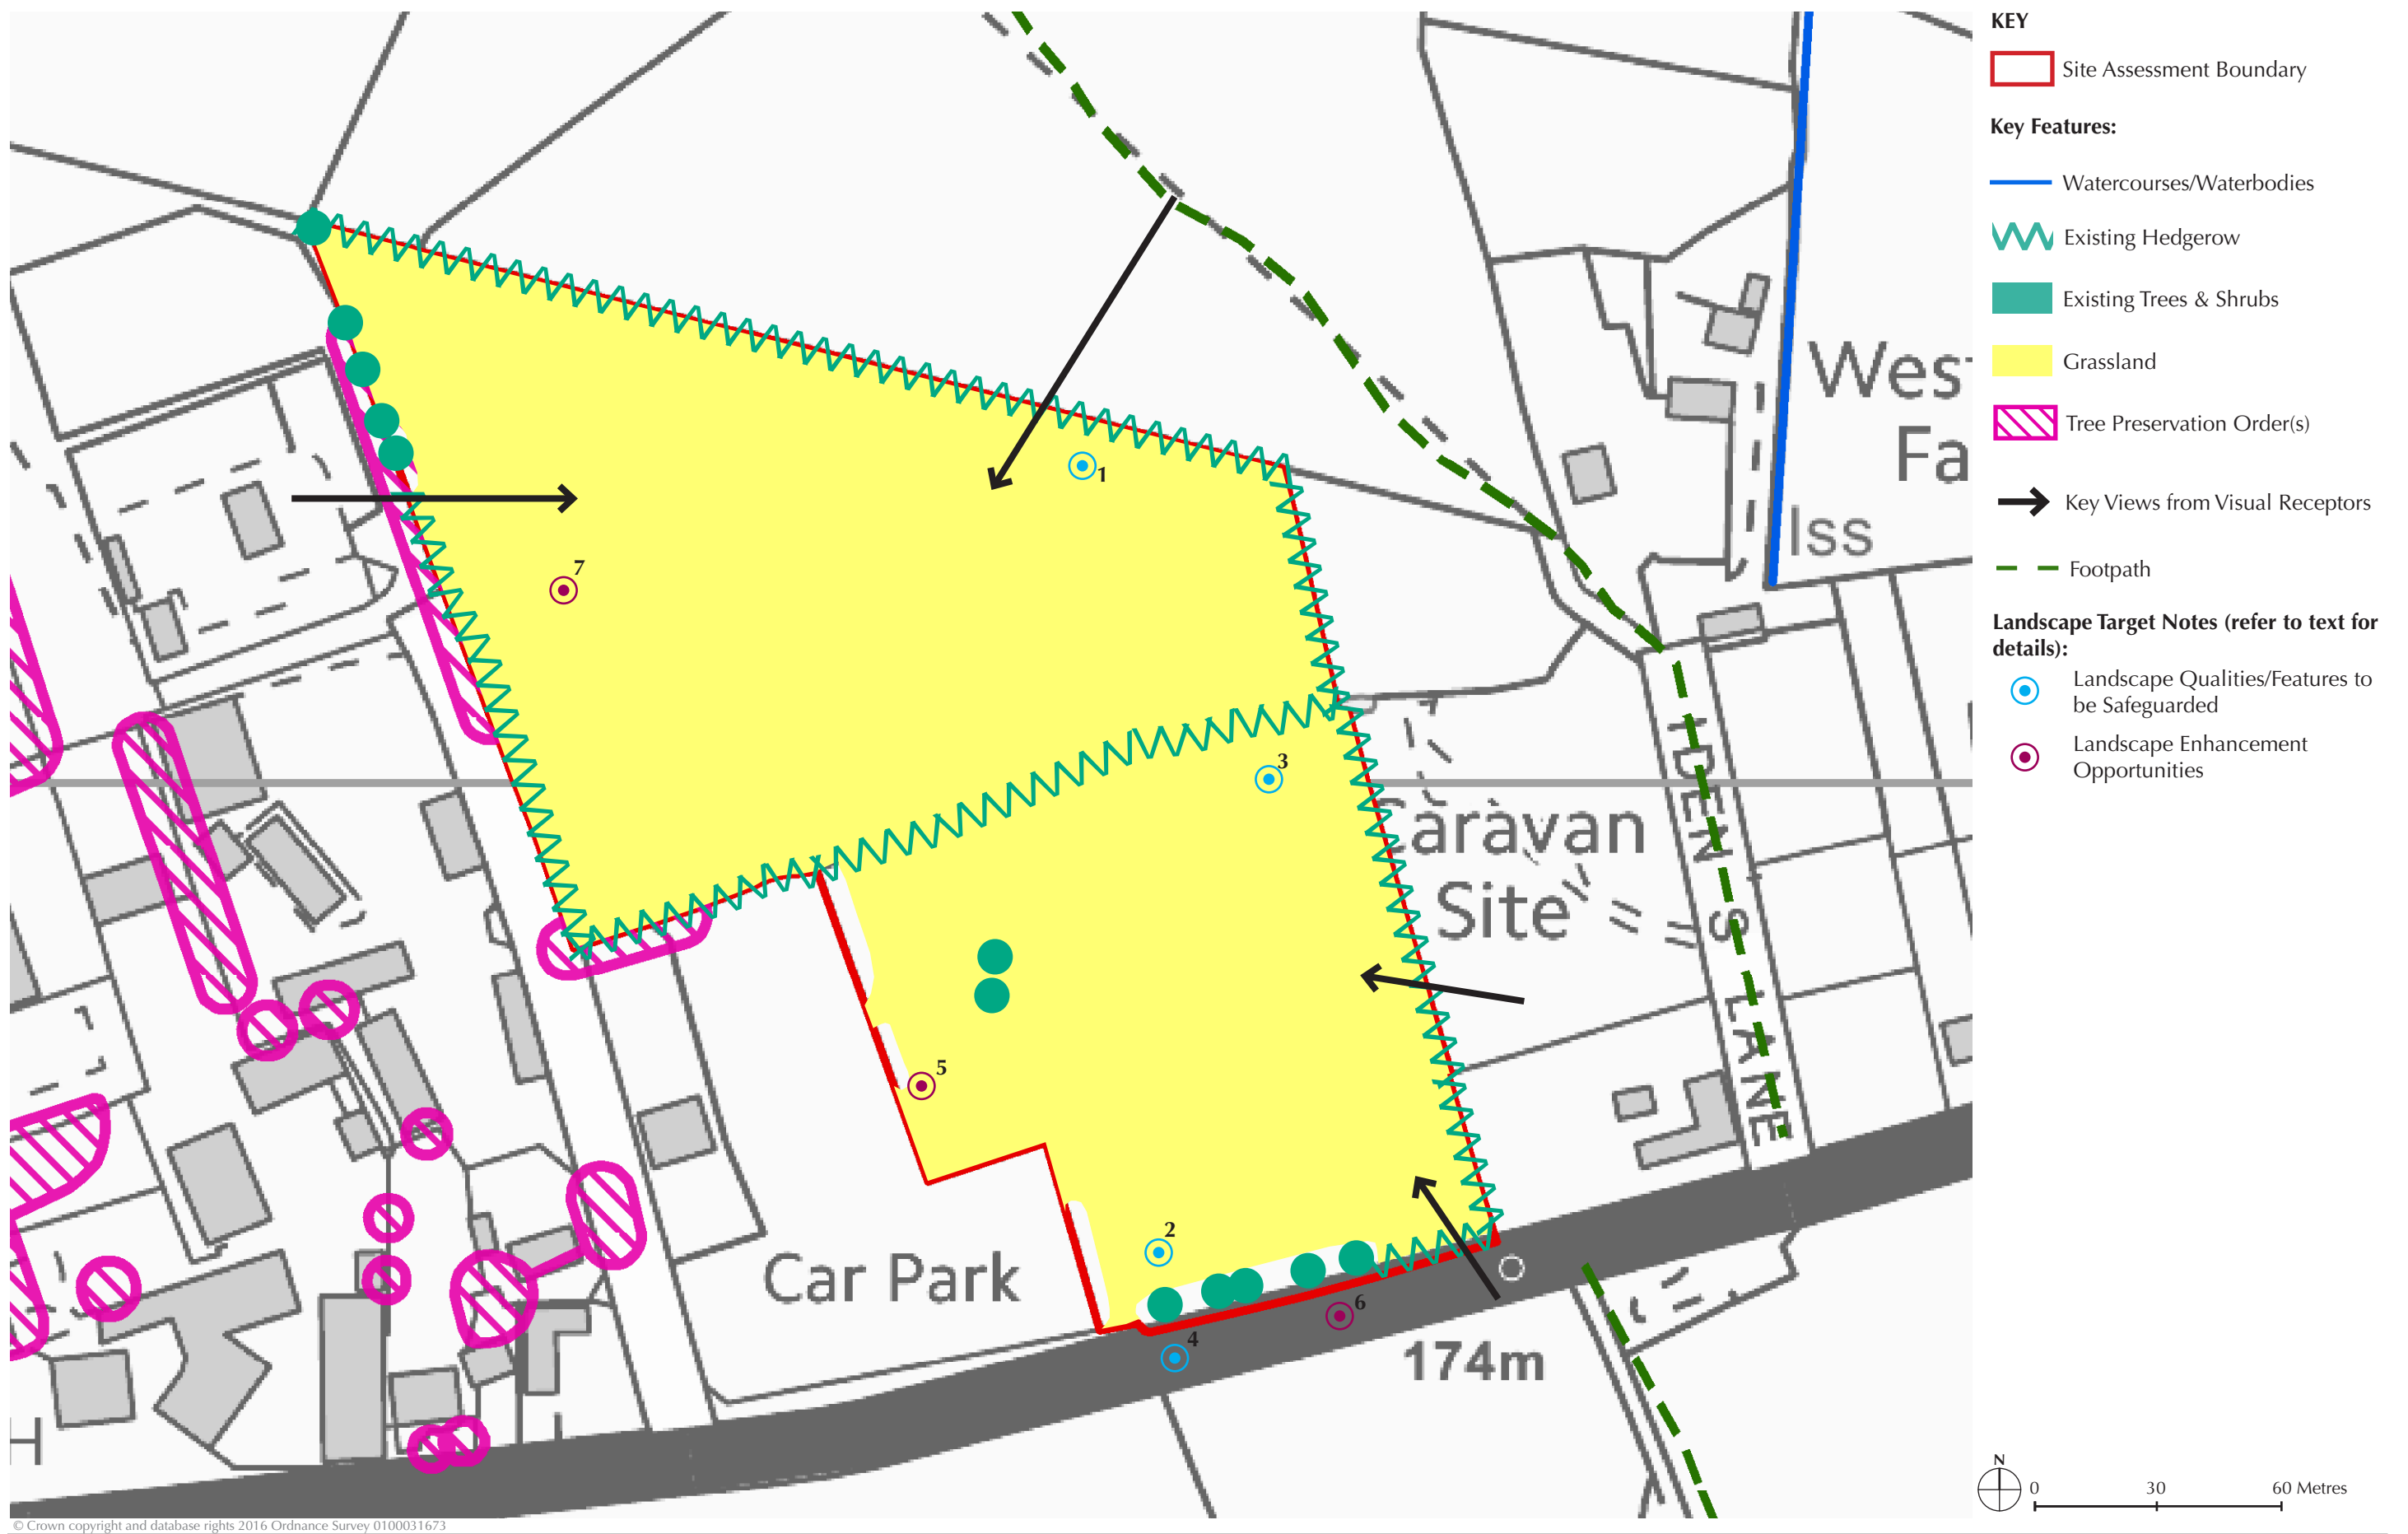 KEY
Site Assessment Boundary
Key Features:
Watercourses/Waterbodies
Existing Hedgerow
Existing Trees & Shrubs
Grassland
Tree Preservation Order(s)
Key Views from Visual Receptors
Footpath
Landscape Target Notes (refer to text for
details):
Landscape Qualities/Features to
be Safeguarded
Landscape Enhancement
Opportunities
N
0 30 60 Metres
Wes
Fa
Iss
1
7
3
Caravan
Site
IDEN'S LANE
5
2
Car Park
6
4
174m
H
© Crown copyright and database rights 2016 Ordnance Survey 0100031673